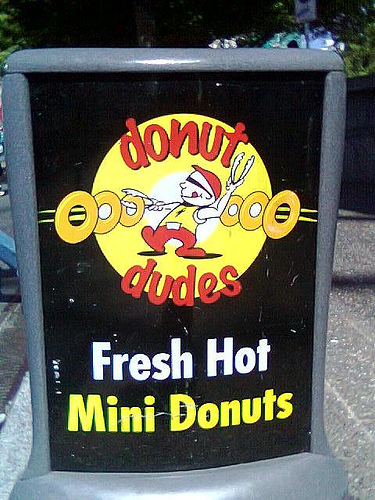 donut
dudes
Fresh Hot
Mini Donuts